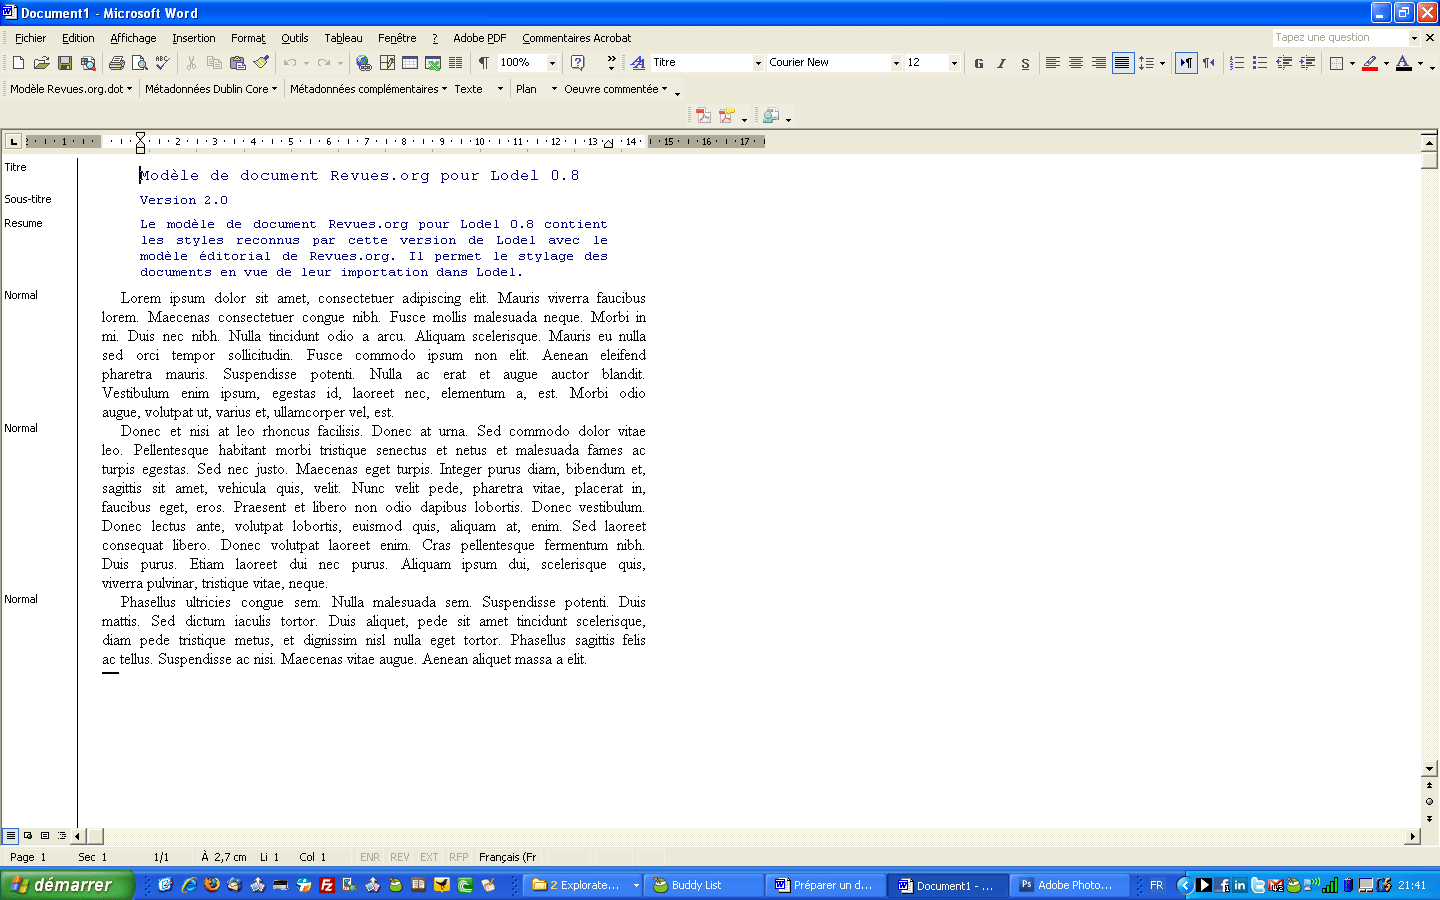 Document1 - Microsoft Word
Fichier Edition Affichage Insertion Format Outils Tableau Fenêtre ? Adobe PDF Commentaires Acrobat Tapez une question
100% Titre Courier New 12 G I S
Modèle Revues.org.dot Métadonnées Dublin Core Métadonnées complémentaires Texte Plan Oeuvre commentée
1 1 2 3 4 5 6 7 8 9 10 11 12 13 14 15 16 17
Titre Modèle de document Revues.org pour Lodel 0.8
Sous-titre Version 2.0
Resume Le modèle de document Revues.org pour Lodel 0.8 contient
les styles reconnus par cette version de Lodel avec le
modèle éditorial de Revues.org. Il permet le stylage des
documents en vue de leur importation dans Lodel.
Normal Lorem ipsum dolor sit amet, consectetuer adipiscing elit. Mauris viverra faucibus
lorem. Maecenas consectetuer congue nibh. Fusce mollis malesuada neque. Morbi in
mi. Duis nec nibh. Nulla tincidunt odio a arcu. Aliquam scelerisque. Mauris eu nulla
sed orci tempor sollicitudin. Fusce commodo ipsum non elit. Aenean eleifend
pharetra mauris. Suspendisse potenti. Nulla ac erat et augue auctor blandit.
Vestibulum enim ipsum, egestas id, laoreet nec, elementum a, est. Morbi odio
augue, volutpat ut, varius et, ullamcorper vel, est.
Normal Donec et nisi at leo rhoncus facilisis. Donec at urna. Sed commodo dolor vitae
leo. Pellentesque habitant morbi tristique senectus et netus et malesuada fames ac
turpis egestas. Sed nec justo. Maecenas eget turpis. Integer purus diam, bibendum et,
sagittis sit amet, vehicula quis, velit. Nunc velit pede, pharetra vitae, placerat in,
faucibus eget, eros. Praesent et libero non odio dapibus lobortis. Donec vestibulum.
Donec lectus ante, volutpat lobortis, euismod quis, aliquam at, enim. Sed laoreet
consequat libero. Donec volutpat laoreet enim. Cras pellentesque fermentum nibh.
Duis purus. Etiam laoreet dui nec purus. Aliquam ipsum dui, scelerisque quis,
viverra pulvinar, tristique vitae, neque.
Normal Phasellus ultricies congue sem. Nulla malesuada sem. Suspendisse potenti. Duis
mattis. Sed dictum iaculis tortor. Duis aliquet, pede sit amet tincidunt scelerisque,
diam pede tristique metus, et dignissim nisl nulla eget tortor. Phasellus sagittis felis
ac tellus. Suspendisse ac nisi. Maecenas vitae augue. Aenean aliquet massa a elit.
Page 1 Sec 1 1/1 À 2,7 cm Li 1 Col 1 ENR REV EXT RFP Français (Fr
démarrer 2 Explorate... Buddy List Préparer un d... Document1 - ... Adobe Photo... FR 21:41